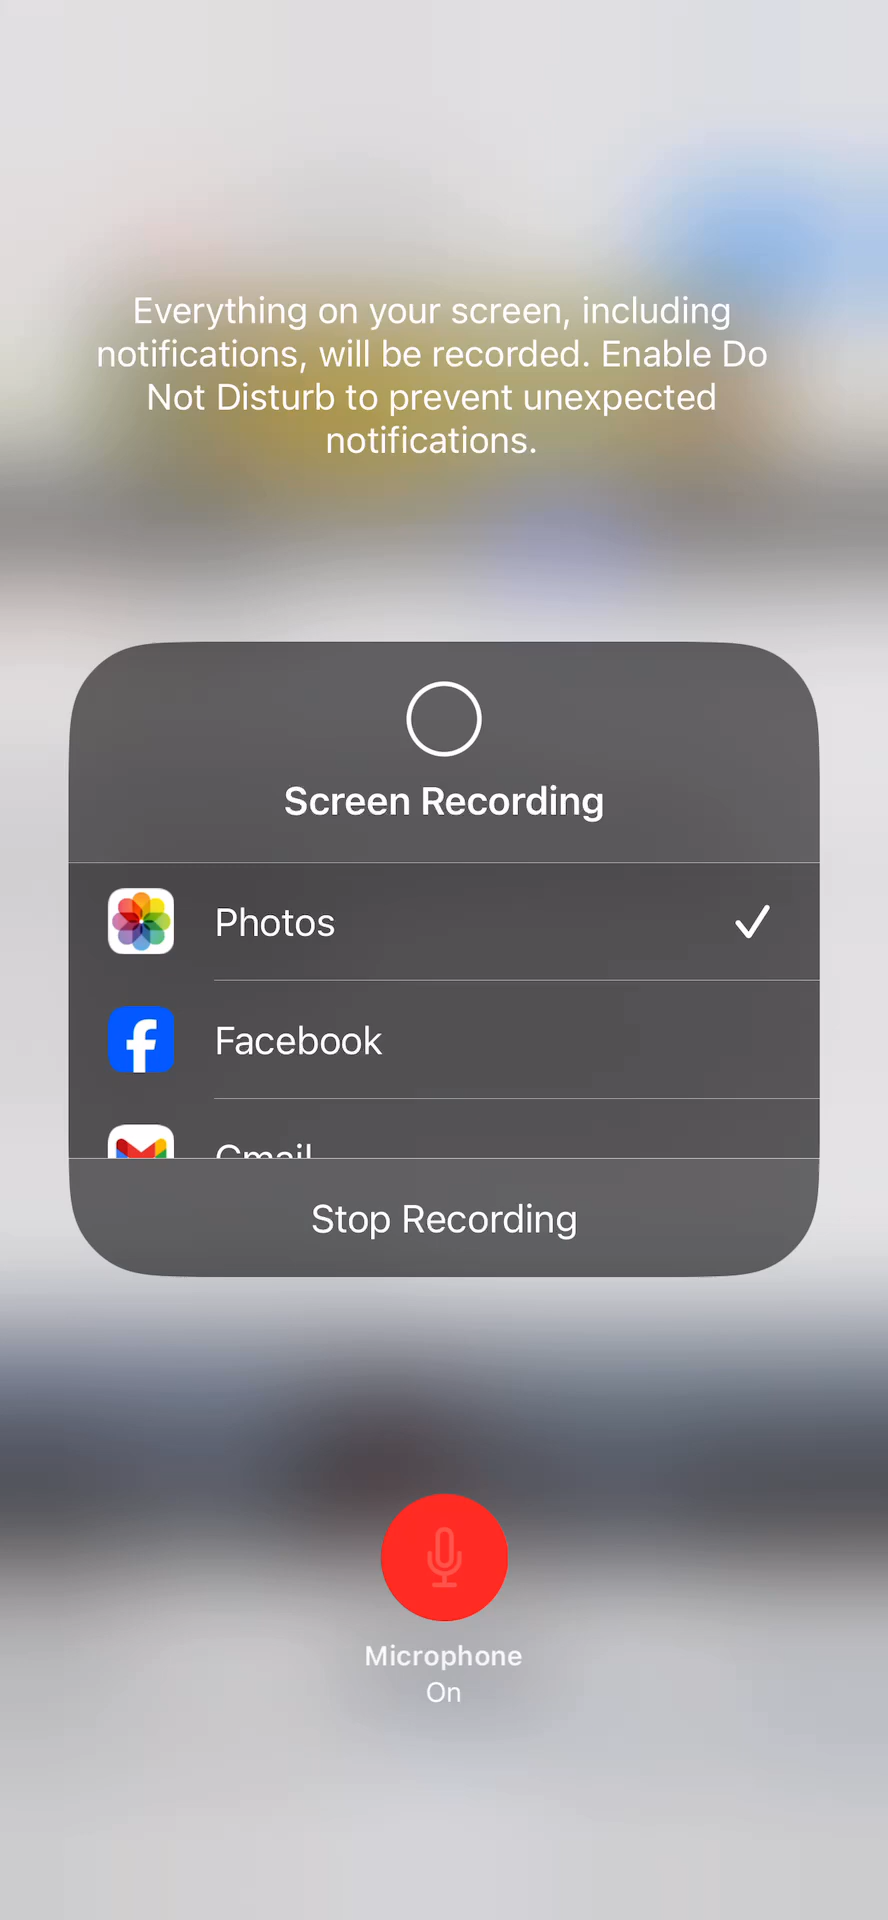 Everything on your screen, including
notifications, will be recorded. Enable Do
Not Disturb to prevent unexpected
notifications.
Screen Recording
Photos
Facebook
Gmail
Stop Recording
Microphone
On